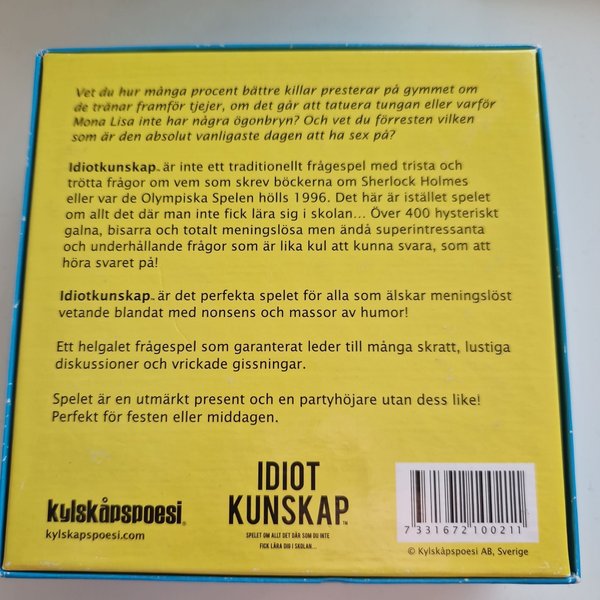 Vet du hur många procent bättre killar presterar på gymmet om
de tränar framför tjejer, om det går att tatuera tungan eller varför
Mona Lisa inte har några ögonbryn? Och vet du förresten vilken
som är den absolut vanligaste dagen att ha sex på?
Idiotkunskap™ är inte ett traditionellt frågespel med trista och
trötta frågor om vem som skrev böckerna om Sherlock Holmes
eller var de Olympiska Spelen hölls 1996. Det här är istället spelet
om allt det där man inte fick lära sig i skolan... Över 400 hysteriskt
galna, bisarra och totalt meningslösa men ändå superintressanta
och underhållande frågor som är lika kul att kunna svara, som att
höra svaret på!
Idiotkunskap™ är det perfekta spelet för alla som älskar meningslöst
vetande blandat med nonsens och massor av humor!
Ett helgalet frågespel som garanterat leder till många skratt, lustiga
diskussioner och vrickade gissningar.
Spelet är en utmärkt present och en partyhöjare utan dess like!
Perfekt för festen eller middagen.
kylskåpspoesi®
kylskapspoesi.com
IDIOT
KUNSKAP™
SPELET OM ALLT DET DÄR SOM DU INTE
FICK LÄRA DIG I SKOLAN...
7 331672 100211
© Kylskåpspoesi AB, Sverige